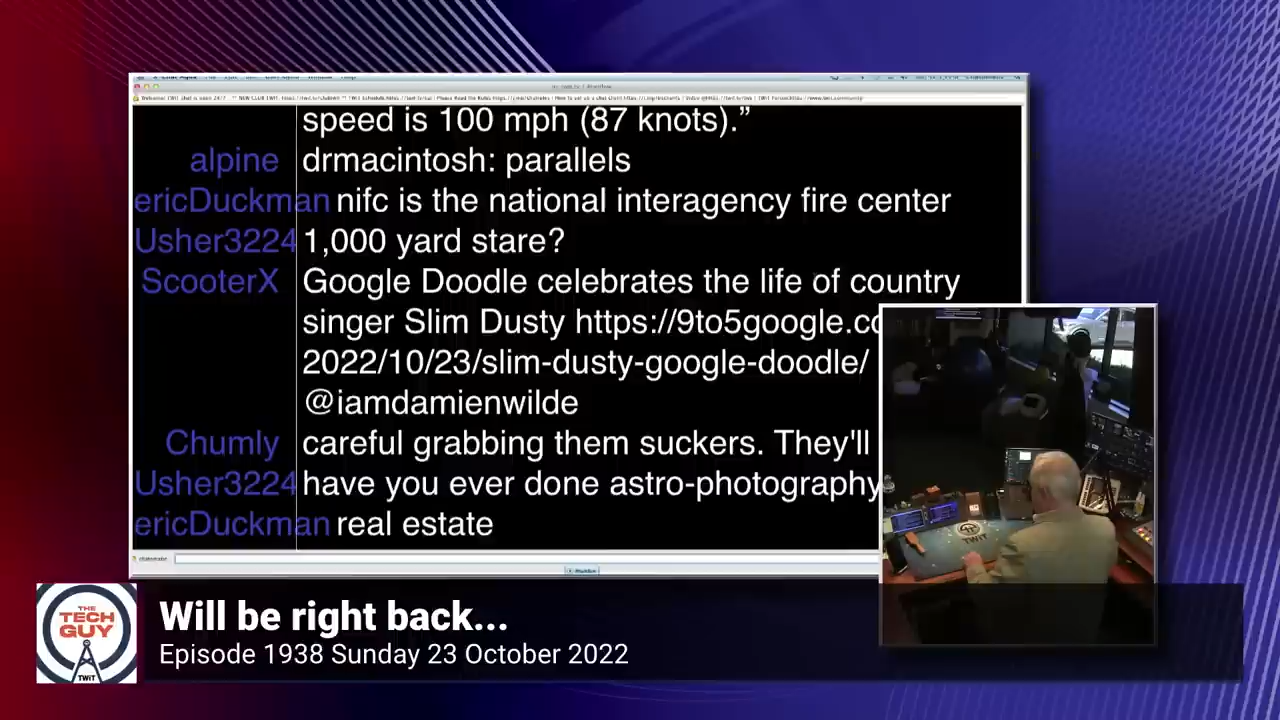 speed is 100 mph (87 knots).”
alpine drmacintosh: parallels
ericDuckman nifc is the national interagency fire center
Usher3224 1,000 yard stare?
ScooterX Google Doodle celebrates the life of country
singer Slim Dusty https://9to5google.co
2022/10/23/slim-dusty-google-doodle/
@iamdamienwilde
Chumly careful grabbing them suckers. They'll
Usher3224 have you ever done astro-photography
ericDuckman real estate
TWiT
THE
TECH
GUY
TWiT
Will be right back...
Episode 1938 Sunday 23 October 2022